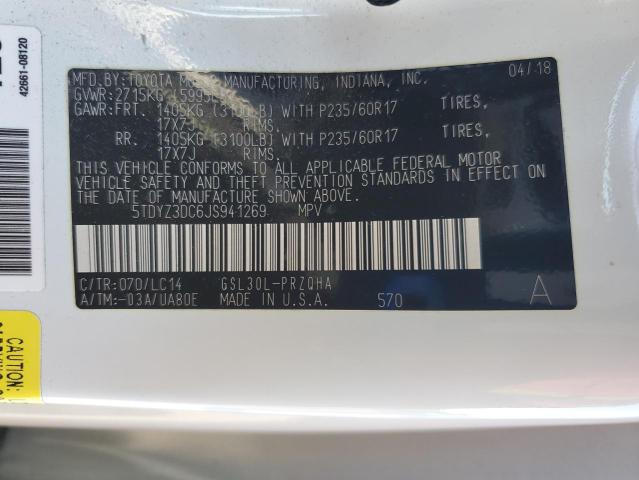 MFD.BY: TOYOTA MOTOR MANUFACTURING, INDIANA, INC. 04/18
GVWR: 2715KG (5995LB)
GAWR: FRT. 1405KG (3100LB) WITH P235/60R17 TIRES,
17X7J RIMS.
RR. 1405KG (3100LB) WITH P235/60R17 TIRES,
17X7J RIMS.
THIS VEHICLE CONFORMS TO ALL APPLICABLE FEDERAL MOTOR
VEHICLE SAFETY AND THEFT PREVENTION STANDARDS IN EFFECT
ON THE DATE OF MANUFACTURE SHOWN ABOVE.
5TDYZ3DC6JS941269 MPV
C/TR: 070/LC14 GSL30L-PRZQHA
A/TM: -03A/UA80E MADE IN U.S.A. 570 A
42661-08120
CAUTION: